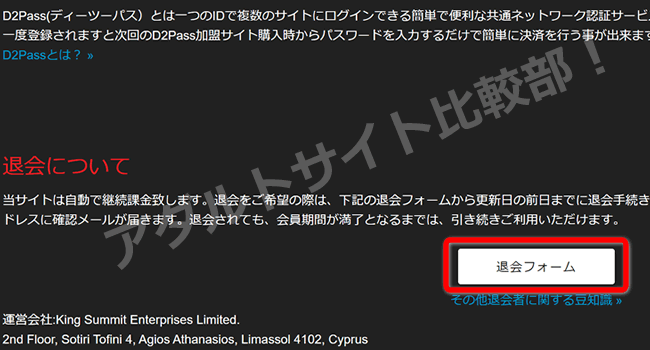 D2Pass(ディーツーパス）とは一つのIDで複数のサイトにログインできる簡単で便利な共通ネットワーク認証サービ
一度登録されますと次回のD2Pass加盟サイト購入時からパスワードを入力するだけで簡単に決済を行う事が出来ます
D2Passとは？ »
アダルトサイト比較部！
退会について
当サイトは自動で継続課金致します。退会をご希望の際は、下記の退会フォームから更新日の前日までに退会手続き
ドレスに確認メールが届きます。退会されても、会員期間が満了となるまでは、引き続きご利用いただけます。
退会フォーム
その他退会者に関する豆知識 »
運営会社:King Summit Enterprises Limited.
2nd Floor, Sotiri Tofini 4, Agios Athanasios, Limassol 4102, Cyprus